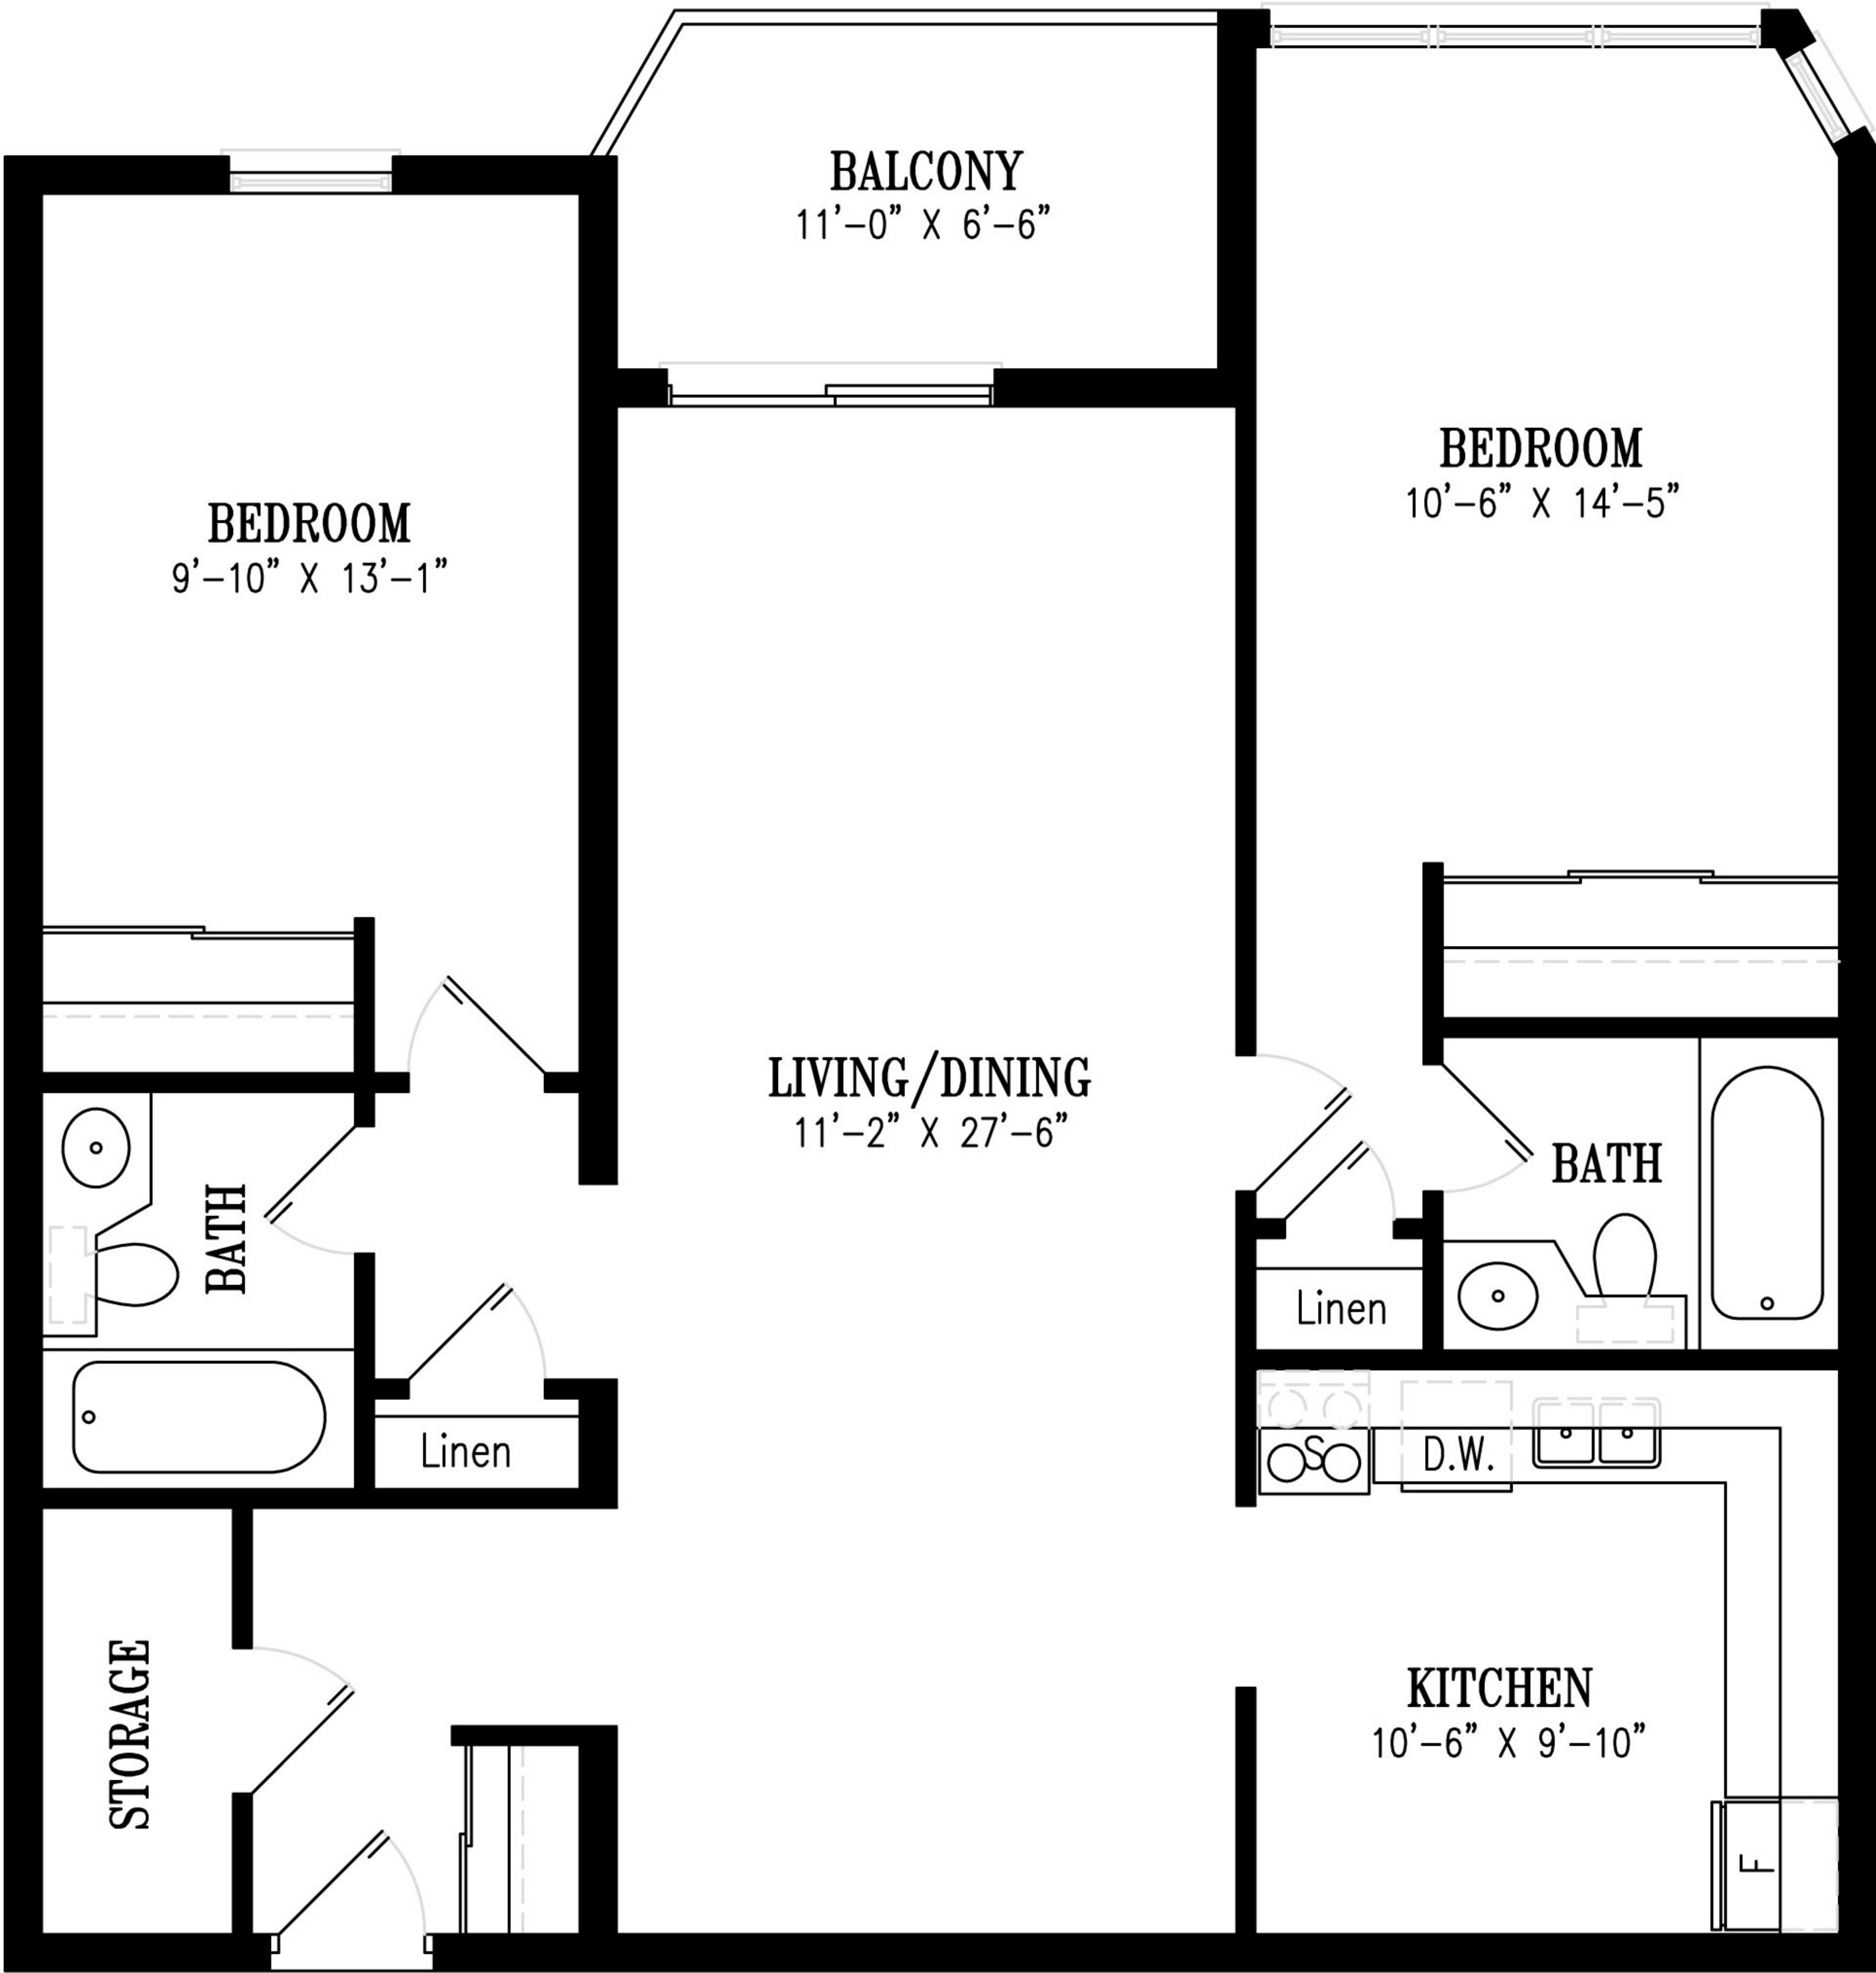 BALCONY
11'-0" X 6'-6"
BEDROOM
10'-6" X 14'-5"
BEDROOM
9'-10" X 13'-1"
LIVING/DINING
11'-2" X 27'-6"
BATH
BATH
Linen
Linen
S
D.W.
STORAGE
KITCHEN
10'-6" X 9'-10"
F